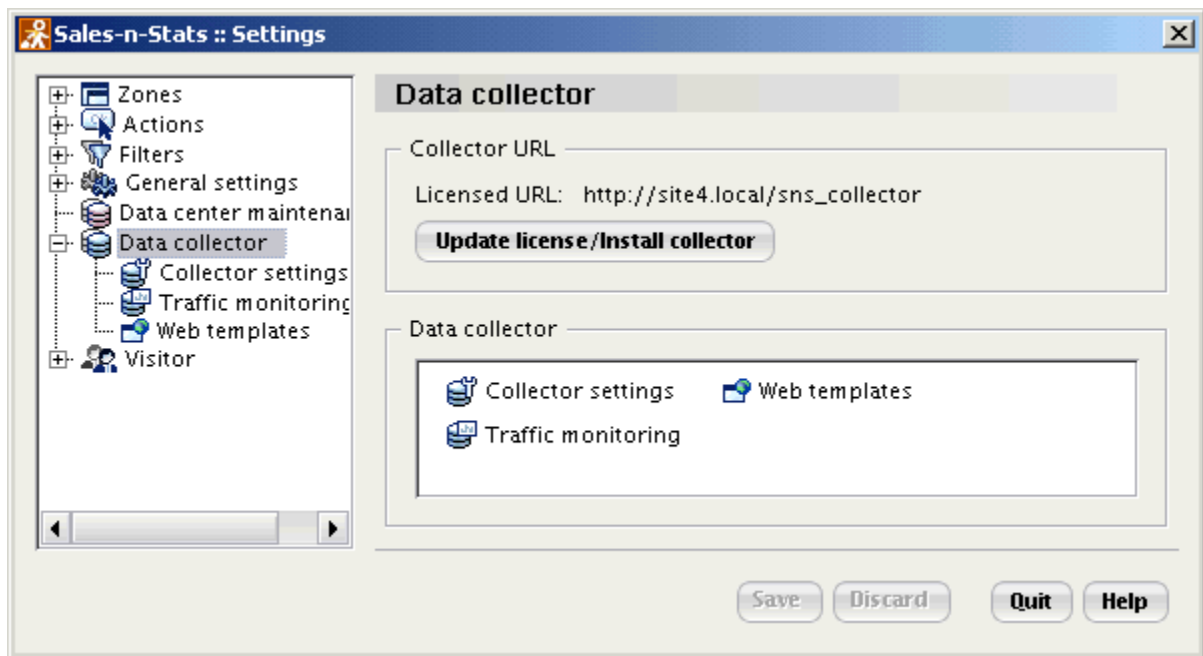 Sales-n-Stats :: Settings
Zones
Actions
Filters
General settings
Data center maintenan
Data collector
Collector settings
Traffic monitoring
Web templates
Visitor
Data collector
Collector URL
Licensed URL: http://site4.local/sns_collector
Update license/Install collector
Data collector
Collector settings
Web templates
Traffic monitoring
Save
Discard
Quit
Help